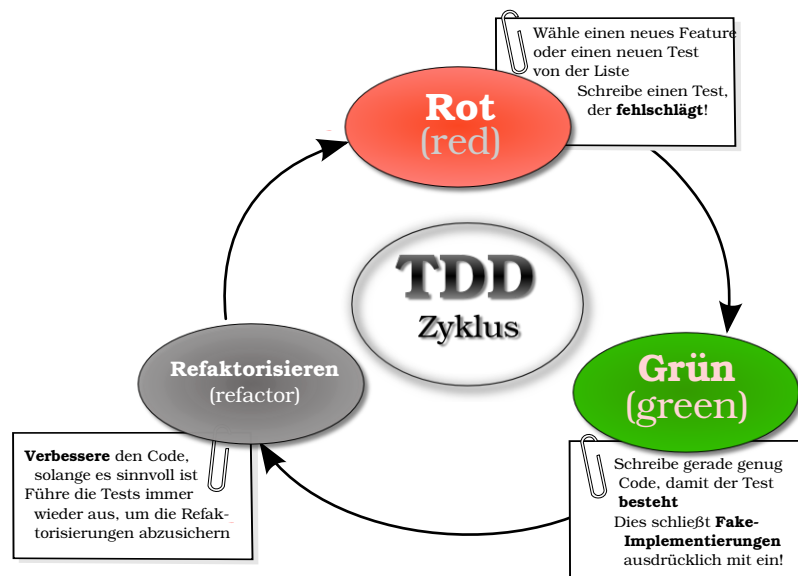 Wähle einen neues Feature
oder einen neuen Test
von der Liste
Schreibe einen Test,
der fehlschlägt!
Rot
(red)
TDD
Zyklus
Grün
(green)
Schreibe gerade genug
Code, damit der Test
besteht
Dies schließt Fake-
Implementierungen
ausdrücklich mit ein!
Refaktorisieren
(refactor)
Verbessere den Code,
solange es sinnvoll ist
Führe die Tests immer
wieder aus, um die Refak-
torisierungen abzusichern